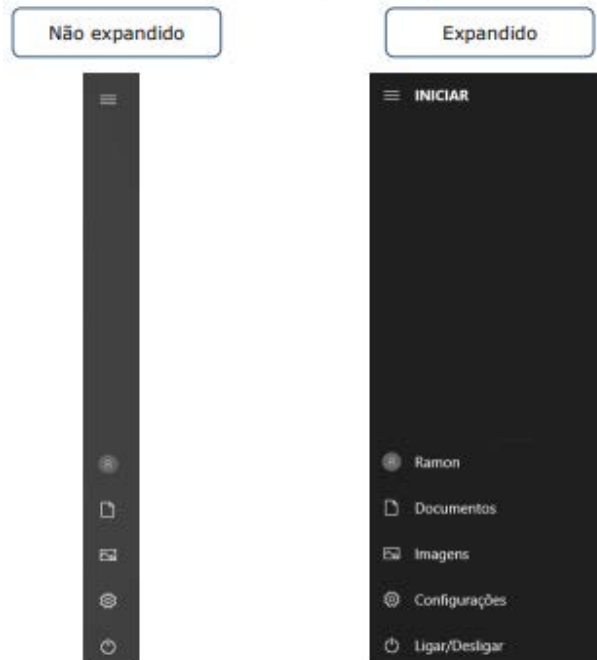 Não expandido
Expandido
INICIAR
Ramon
Documentos
Imagens
Configurações
Ligar/Desligar